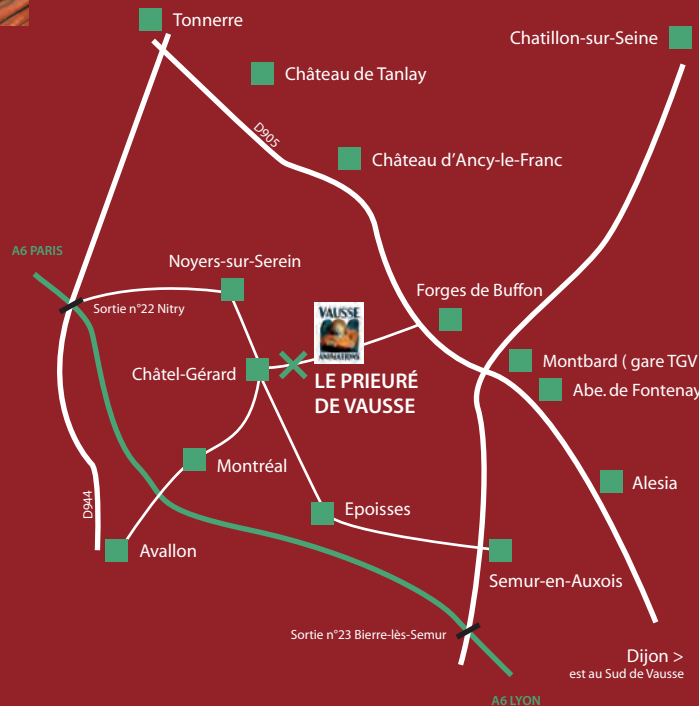 Tonnerre
Chatillon-sur-Seine
Château de Tanlay
D905
Château d'Ancy-le-Franc
A6 PARIS
Noyers-sur-Serein
Forges de Buffon
Sortie n°22 Nitry
VAUSSE
ANIMATIONS
Montbard ( gare TGV
Châtel-Gérard
LE PRIEURÉ
DE VAUSSE
Abe. de Fontenay
Montréal
Alesia
D944
Epoisses
Avallon
Semur-en-Auxois
Sortie n°23 Bierre-lès-Semur
Dijon >
est au Sud de Vausse
A6 LYON